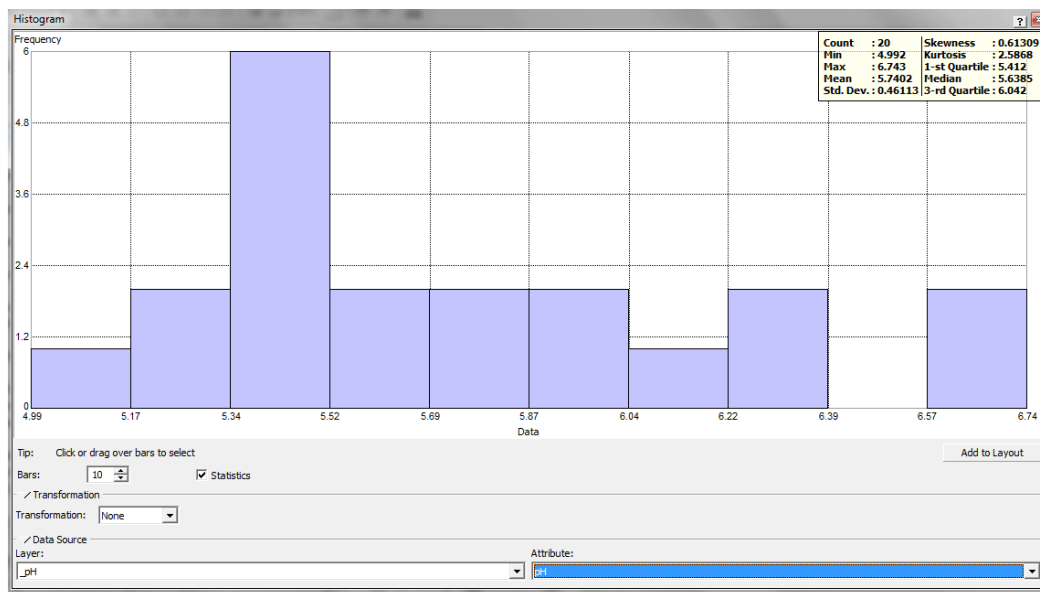 Histogram
?
Frequency
6
4.8
3.6
2.4
1.2
0
Count : 20 Skewness : 0.61309
Min : 4.992 Kurtosis : 2.5868
Max : 6.743 1-st Quartile : 5.412
Mean : 5.7402 Median : 5.6385
Std. Dev. : 0.46113 3-rd Quartile : 6.042
4.99 5.17 5.34 5.52 5.69 5.87 6.04 6.22 6.39 6.57 6.74
Data
Tip: Click or drag over bars to select Add to Layout
Bars: 10 Statistics
Transformation
Transformation: None
Data Source
Layer: Attribute:
_pH pH